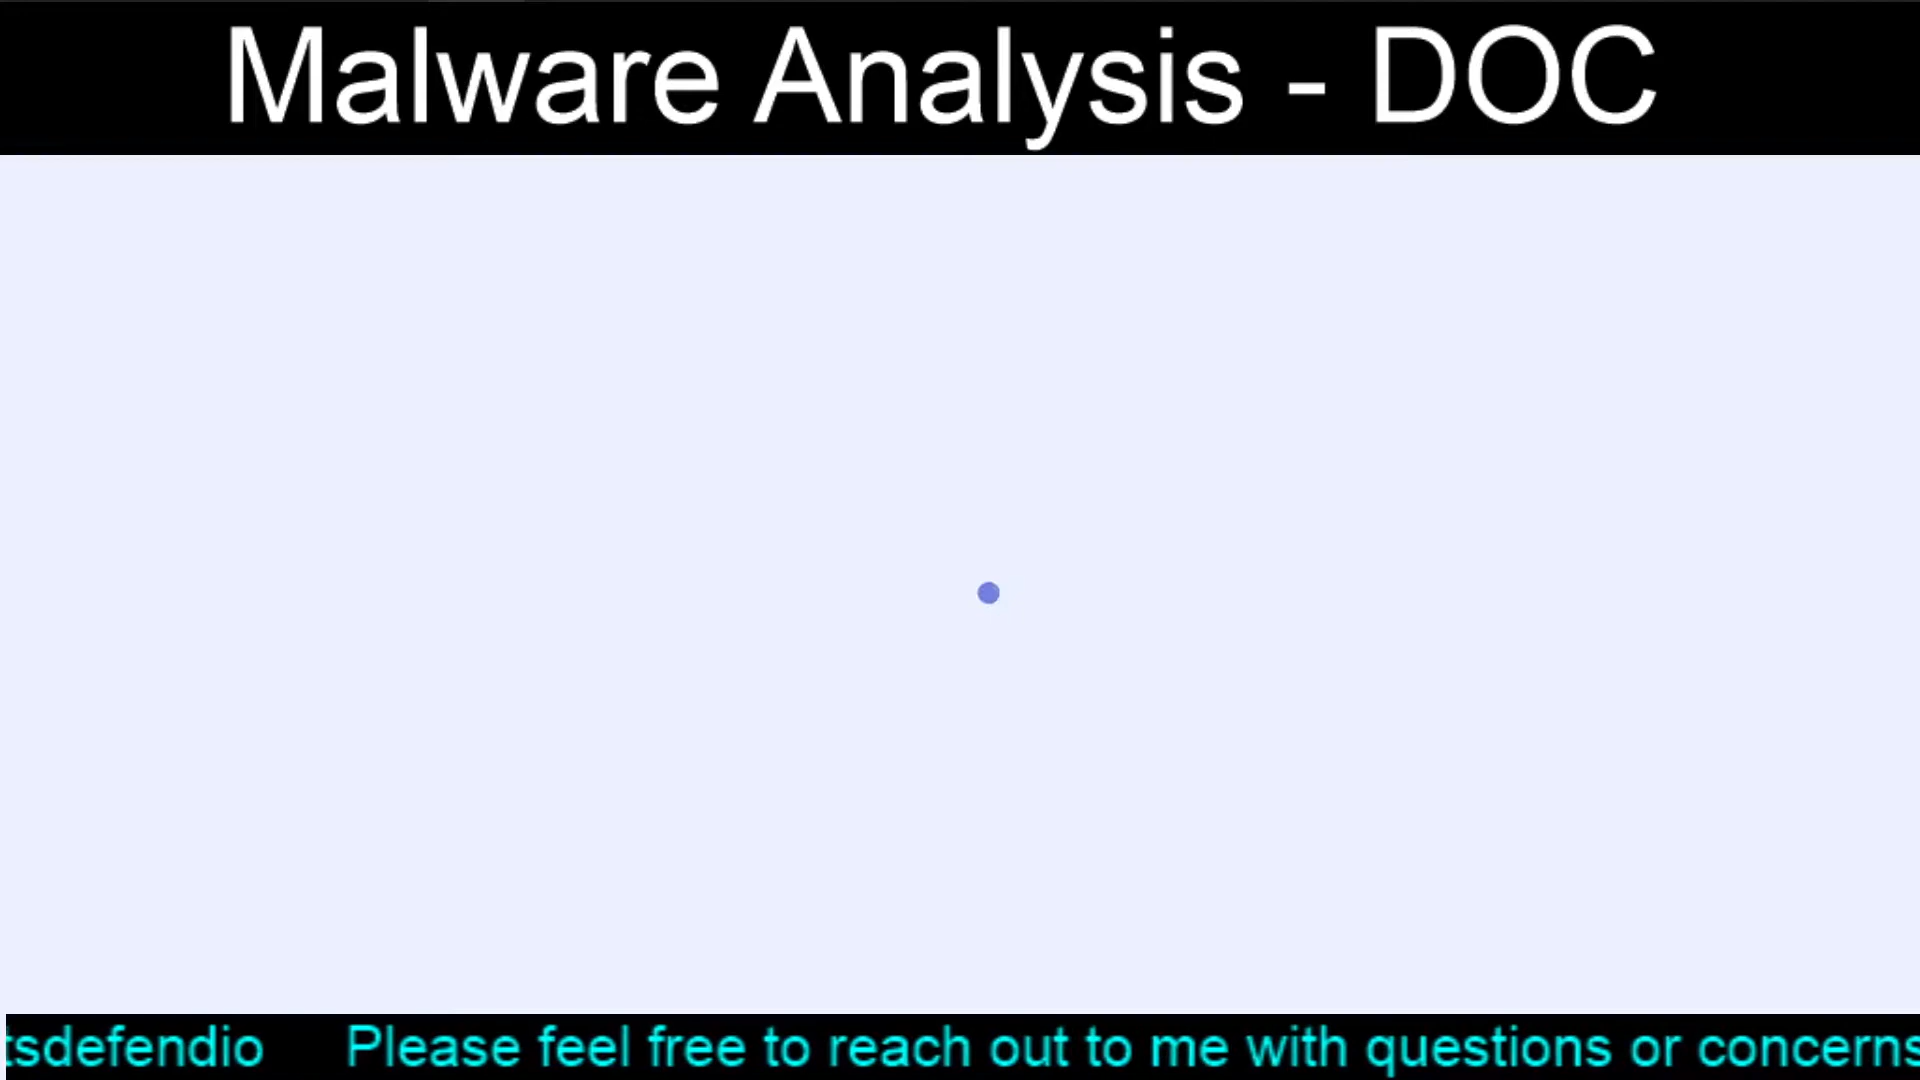 Malware Analysis - DOC
tsdefendio Please feel free to reach out to me with questions or concerns